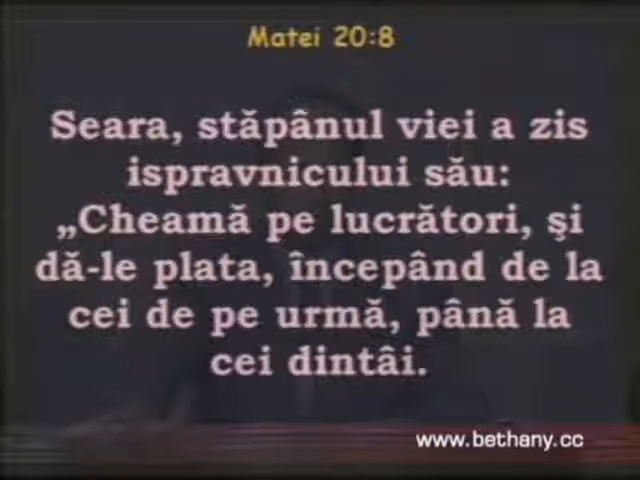 Matei 20:8
Seara, stăpânul viei a zis
ispravnicului său:
„Cheamă pe lucrători, şi
dă-le plata, începând de la
cei de pe urmă, până la
cei dintâi.
www.bethany.cc